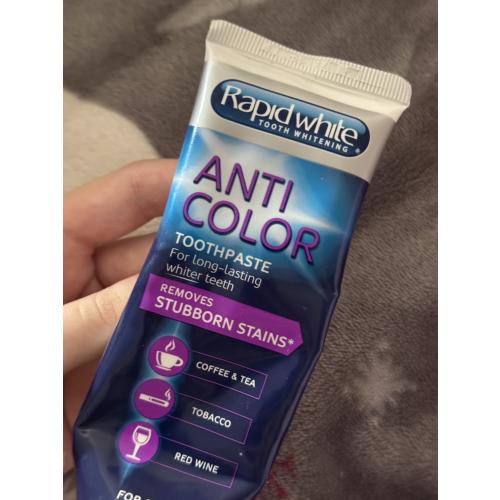 Rapid white
TOOTH WHITENING
ANTI
COLOR
TOOTHPASTE
For long-lasting
whiter teeth
REMOVES
STUBBORN STAINS*
COFFEE & TEA
TOBACCO
RED WINE
FOR